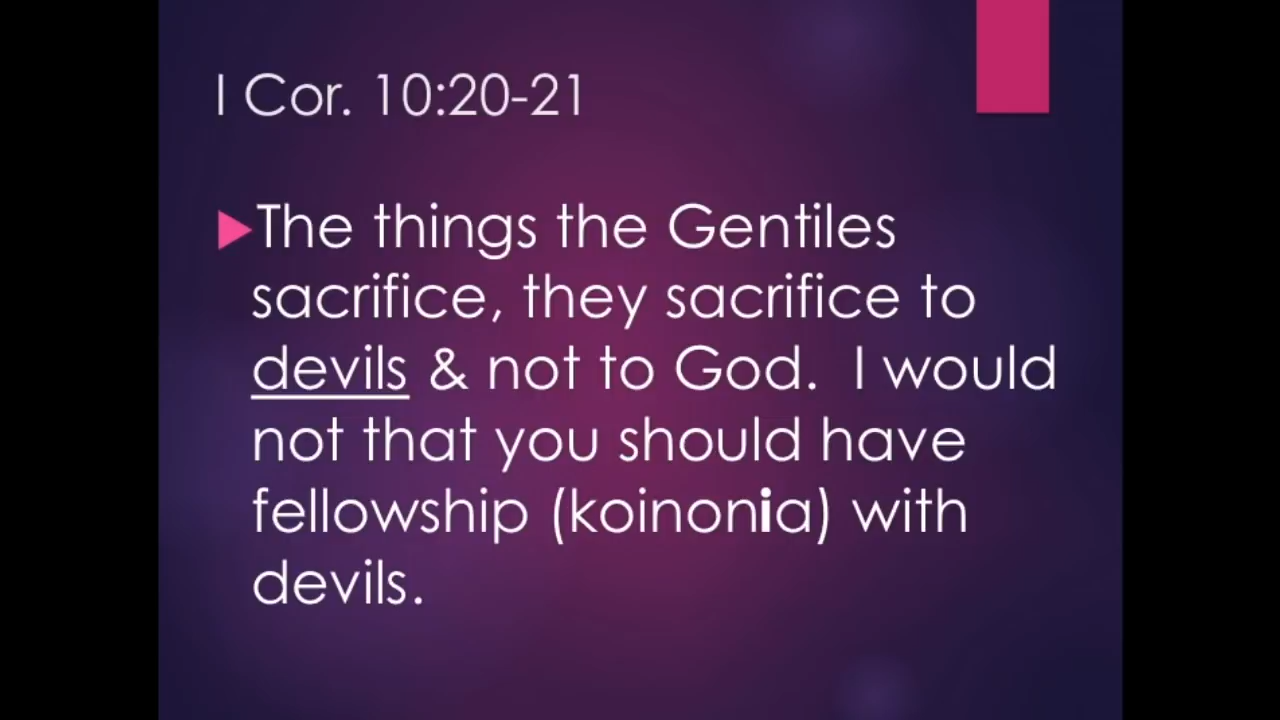 I Cor. 10:20-21
The things the Gentiles
sacrifice, they sacrifice to
devils & not to God.  I would
not that you should have
fellowship (koinonia) with
devils.